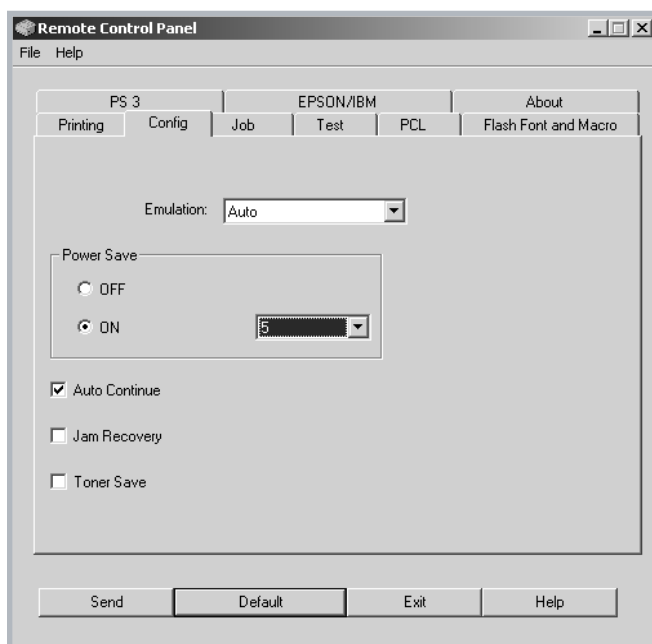 Remote Control Panel
File Help
PS 3 EPSON/IBM About
Printing Config Job Test PCL Flash Font and Macro
Emulation: Auto
Power Save
OFF
ON 5
Auto Continue
Jam Recovery
Toner Save
Send Default Exit Help